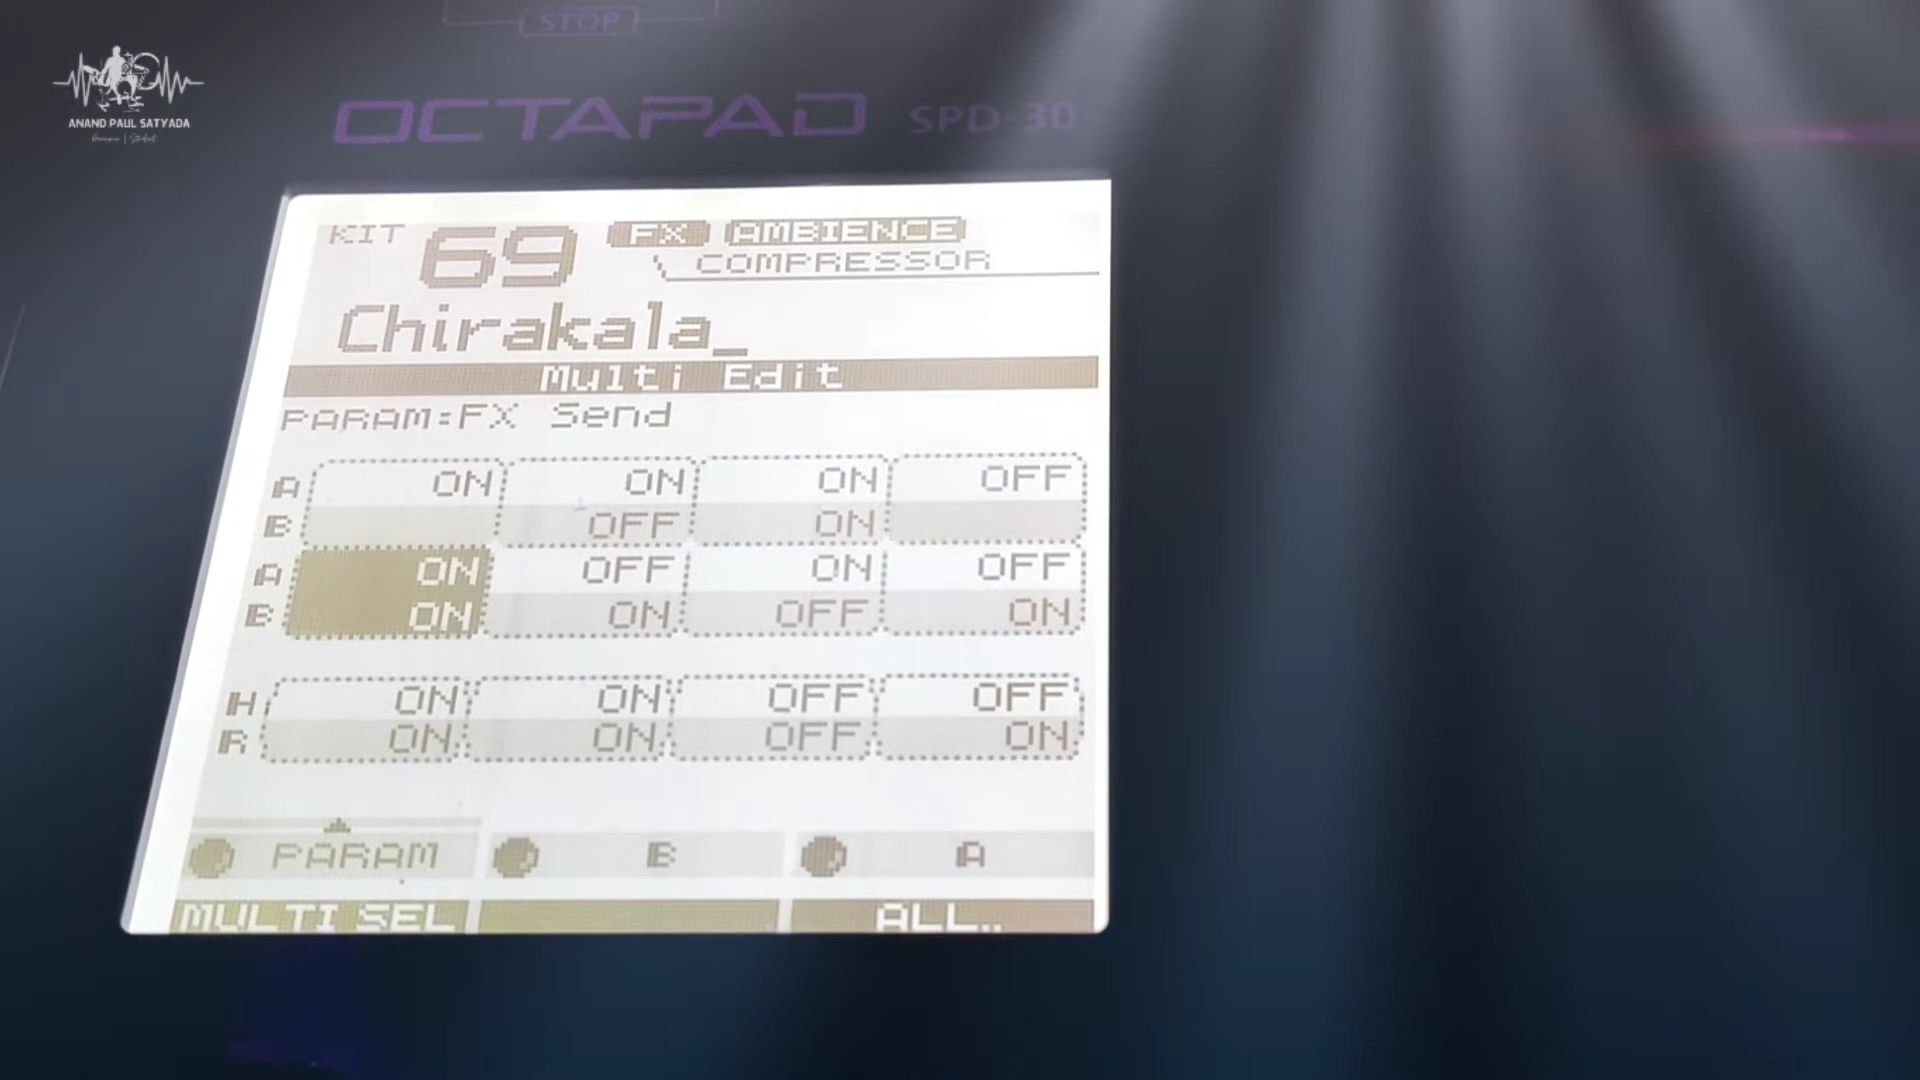 STOP
ANAND PAUL SATYADA
OCTAPAD SPD-30
KIT 69 FX AMBIENCE
COMPRESSOR
Chirakala_
Multi Edit
PARAM:FX Send
A ON ON ON OFF
B OFF ON
A ON OFF ON OFF
B ON ON OFF ON
H ON ON OFF OFF
R ON ON OFF ON
PARAM B A
MULTI SEL ALL..